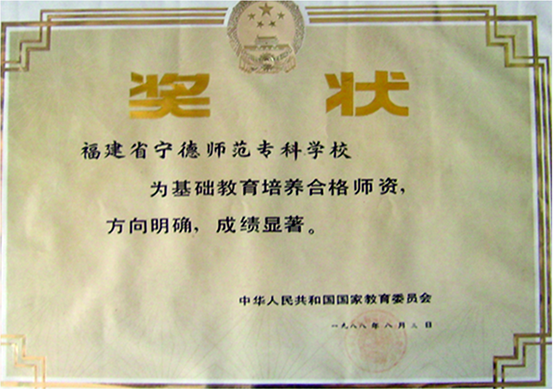 奖状
福建省宁德师范专科学校
为基础教育培养合格师资,
方向明确,成绩显著。
中华人民共和国国家教育委员会
一九八八年八月三日